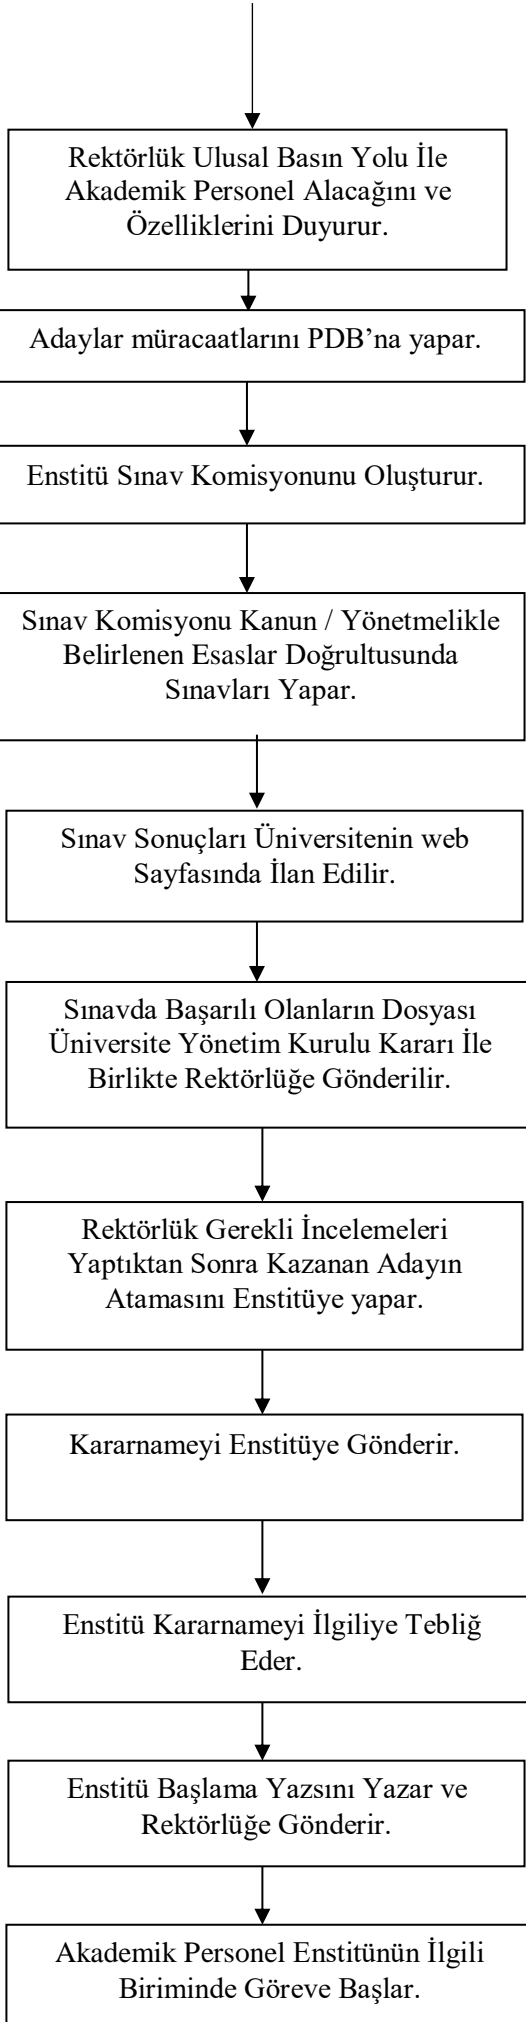 Rektörlük Ulusal Basın Yolu İle
Akademik Personel Alacağını ve
Özelliklerini Duyurur.
Adaylar müracaatlarını PDB’na yapar.
Enstitü Sınav Komisyonunu Oluşturur.
Sınav Komisyonu Kanun / Yönetmelikle
Belirlenen Esaslar Doğrultusunda
Sınavları Yapar.
Sınav Sonuçları Üniversitenin web
Sayfasında İlan Edilir.
Sınavda Başarılı Olanların Dosyası
Üniversite Yönetim Kurulu Kararı İle
Birlikte Rektörlüğe Gönderilir.
Rektörlük Gerekli İncelemeleri
Yaptıktan Sonra Kazanan Adayın
Atamasını Enstitüye yapar.
Kararnameyi Enstitüye Gönderir.
Enstitü Kararnameyi İlgiliye Tebliğ
Eder.
Enstitü Başlama Yazsını Yazar ve
Rektörlüğe Gönderir.
Akademik Personel Enstitünün İlgili
Biriminde Göreve Başlar.